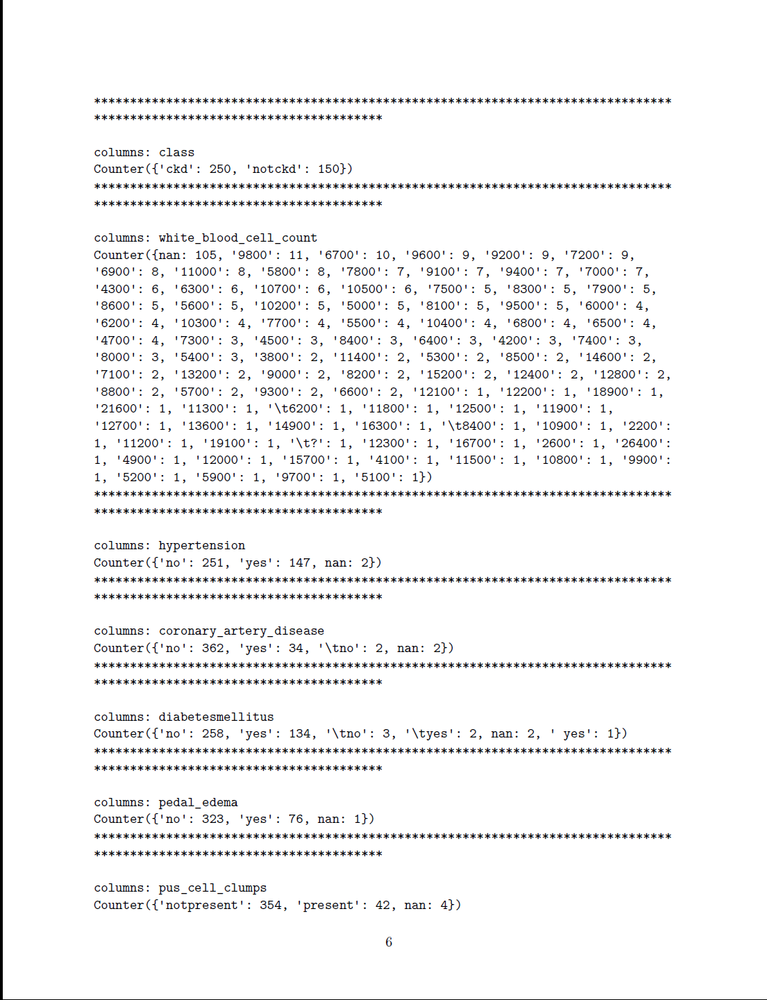 ********************************************************************************
****************************************
columns: class
Counter({'ckd': 250, 'notckd': 150})
********************************************************************************
****************************************
columns: white_blood_cell_count
Counter({nan: 105, '9800': 11, '6700': 10, '9600': 9, '9200': 9, '7200': 9,
'6900': 8, '11000': 8, '5800': 8, '7800': 7, '9100': 7, '9400': 7, '7000': 7,
'4300': 6, '6300': 6, '10700': 6, '10500': 6, '7500': 5, '8300': 5, '7900': 5,
'8600': 5, '5600': 5, '10200': 5, '5000': 5, '8100': 5, '9500': 5, '6000': 4,
'6200': 4, '10300': 4, '7700': 4, '5500': 4, '10400': 4, '6800': 4, '6500': 4,
'4700': 4, '7300': 3, '4500': 3, '8400': 3, '6400': 3, '4200': 3, '7400': 3,
'8000': 3, '5400': 3, '3800': 2, '11400': 2, '5300': 2, '8500': 2, '14600': 2,
'7100': 2, '13200': 2, '9000': 2, '8200': 2, '15200': 2, '12400': 2, '12800': 2,
'8800': 2, '5700': 2, '9300': 2, '6600': 2, '12100': 1, '12200': 1, '18900': 1,
'21600': 1, '11300': 1, '\t6200': 1, '11800': 1, '12500': 1, '11900': 1,
'12700': 1, '13600': 1, '14900': 1, '16300': 1, '\t8400': 1, '10900': 1, '2200':
1, '11200': 1, '19100': 1, '\t?': 1, '12300': 1, '16700': 1, '2600': 1, '26400':
1, '4900': 1, '12000': 1, '15700': 1, '4100': 1, '11500': 1, '10800': 1, '9900':
1, '5200': 1, '5900': 1, '9700': 1, '5100': 1})
********************************************************************************
****************************************
columns: hypertension
Counter({'no': 251, 'yes': 147, nan: 2})
********************************************************************************
****************************************
columns: coronary_artery_disease
Counter({'no': 362, 'yes': 34, '\tno': 2, nan: 2})
********************************************************************************
****************************************
columns: diabetesmellitus
Counter({'no': 258, 'yes': 134, '\tno': 3, '\tyes': 2, nan: 2, ' yes': 1})
********************************************************************************
****************************************
columns: pedal_edema
Counter({'no': 323, 'yes': 76, nan: 1})
********************************************************************************
****************************************
columns: pus_cell_clumps
Counter({'notpresent': 354, 'present': 42, nan: 4})
6